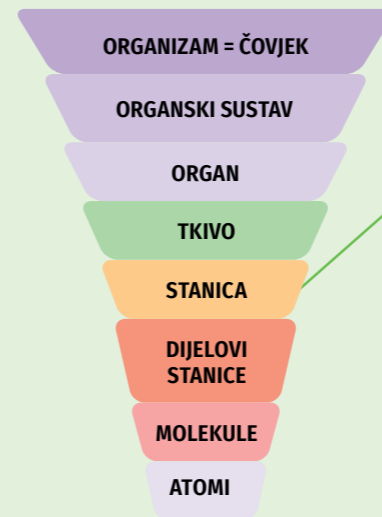 ORGANIZAM = ČOVJEK
ORGANSKI SUSTAV
ORGAN
TKIVO
STANICA
DIJELOVI
STANICE
MOLEKULE
ATOMI